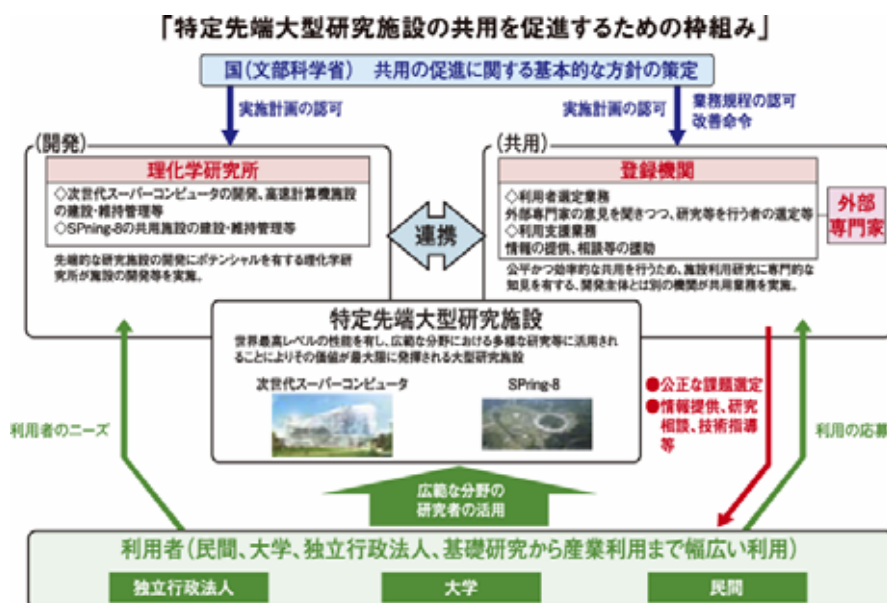 「特定先端大型研究施設の共用を促進するための枠組み」
国(文部科学省) 共用の促進に関する基本的な方針の策定
実施計画の認可
実施計画の認可
業務規程の認可
改善命令
(開発)
理化学研究所
◇次世代スーパーコンピュータの開発、高速計算機施設
の建設・維持管理等
◇SPring-8の共用施設の建設・維持管理等
先端的な研究施設の開発にポテンシャルを有する理化学研
究所が施設の開発等を実施。
連携
(共用)
登録機関
◇利用者選定業務
外部専門家の意見を聞きつつ、研究等を行う者の選定等
◇利用支援業務
情報の提供、相談等の援助
公平かつ効率的な共用を行うため、施設利用研究に専門的な
知見を有する、開発主体とは別の機関が共用業務を実施。
外部
専門家
特定先端大型研究施設
世界最高レベルの性能を有し、広範な分野における多様な研究等に活用され
ることによりその価値が最大限に発揮される大型研究施設
次世代スーパーコンピュータ
SPring-8
利用者のニーズ
●公正な課題選定
●情報提供、研究
相談、技術指導
等
利用の応募
広範な分野の
研究者の活用
利用者(民間、大学、独立行政法人、基礎研究から産業利用まで幅広い利用)
独立行政法人
大学
民間